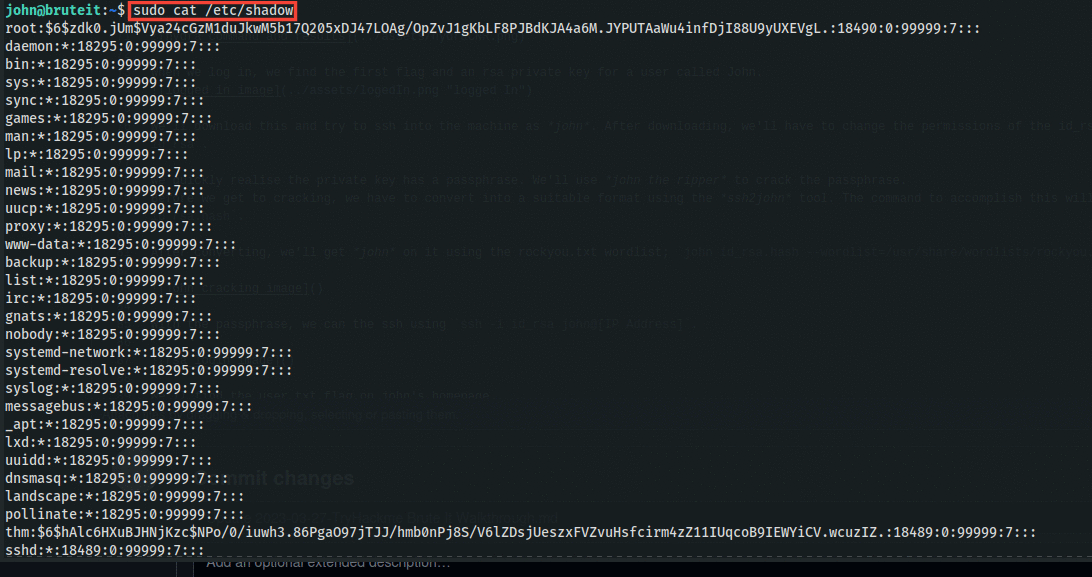 john@bruteit:~$ sudo cat /etc/shadow
root:$6$zdk0.jUm$Vya24cGzM1duJkwM5b17Q205xDJ47LOAg/OpZvJ1gKbLF8PJBdKJA4a6M.JYPUTAaWu4infDjI88U9yUXEVgL.:18490:0:99999:7:::
daemon:*:18295:0:99999:7:::
bin:*:18295:0:99999:7:::
sys:*:18295:0:99999:7:::
sync:*:18295:0:99999:7:::
games:*:18295:0:99999:7:::
man:*:18295:0:99999:7:::
lp:*:18295:0:99999:7:::
mail:*:18295:0:99999:7:::
news:*:18295:0:99999:7:::
uucp:*:18295:0:99999:7:::
proxy:*:18295:0:99999:7:::
www-data:*:18295:0:99999:7:::
backup:*:18295:0:99999:7:::
list:*:18295:0:99999:7:::
irc:*:18295:0:99999:7:::
gnats:*:18295:0:99999:7:::
nobody:*:18295:0:99999:7:::
systemd-network:*:18295:0:99999:7:::
systemd-resolve:*:18295:0:99999:7:::
syslog:*:18295:0:99999:7:::
messagebus:*:18295:0:99999:7:::
_apt:*:18295:0:99999:7:::
lxd:*:18295:0:99999:7:::
uuidd:*:18295:0:99999:7:::
dnsmasq:*:18295:0:99999:7:::
landscape:*:18295:0:99999:7:::
pollinate:*:18295:0:99999:7:::
thm:$6$hAlc6HXuBJHNjKzc$NPo/0/iuwh3.86PgaO97jTJJ/hmb0nPj8S/V6lZDsjUeszxFVZvuHsfcirm4zZ11IUqcoB9IEWYiCV.wcuzIZ.:18489:0:99999:7:::
sshd:*:18489:0:99999:7:::
Add an optional extended description…